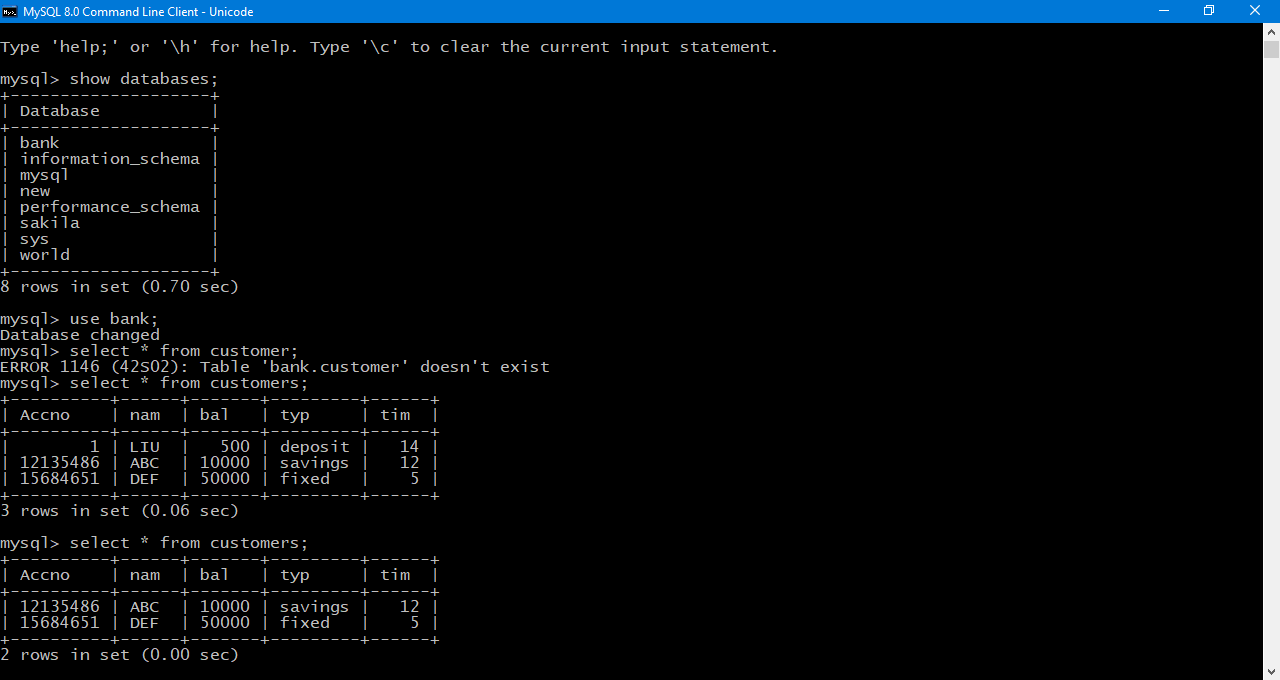 MySQL 8.0 Command Line Client - Unicode
Type 'help;' or '\h' for help. Type '\c' to clear the current input statement.
mysql> show databases;
+--------------------+
| Database           |
+--------------------+
| bank               |
| information_schema |
| mysql              |
| new                |
| performance_schema |
| sakila             |
| sys                |
| world              |
+--------------------+
8 rows in set (0.70 sec)
mysql> use bank;
Database changed
mysql> select * from customer;
ERROR 1146 (42S02): Table 'bank.customer' doesn't exist
mysql> select * from customers;
+----------+------+-------+---------+------+
| Accno    | nam  | bal   | typ     | tim  |
+----------+------+-------+---------+------+
|        1 | LIU  |   500 | deposit |   14 |
| 12135486 | ABC  | 10000 | savings |   12 |
| 15684651 | DEF  | 50000 | fixed   |    5 |
+----------+------+-------+---------+------+
3 rows in set (0.06 sec)
mysql> select * from customers;
+----------+------+-------+---------+------+
| Accno    | nam  | bal   | typ     | tim  |
+----------+------+-------+---------+------+
| 12135486 | ABC  | 10000 | savings |   12 |
| 15684651 | DEF  | 50000 | fixed   |    5 |
+----------+------+-------+---------+------+
2 rows in set (0.00 sec)